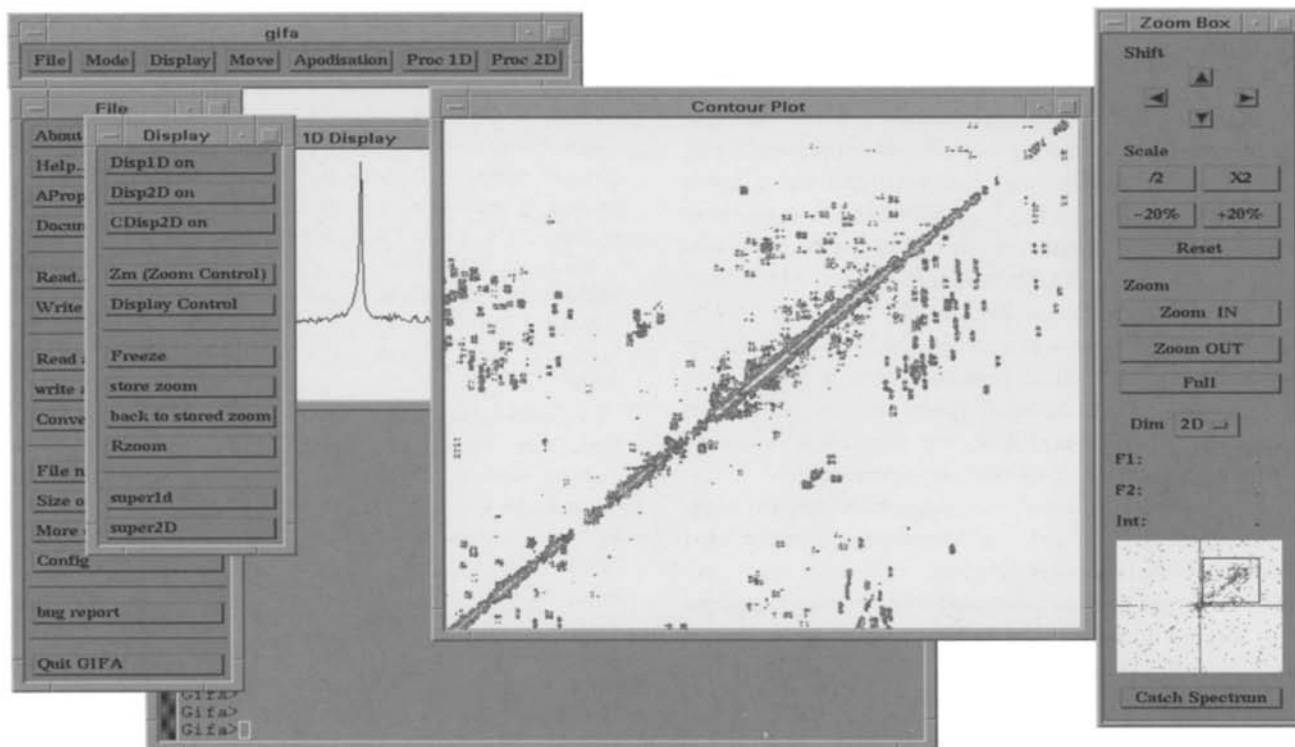 gifa
File Mode Display Move Apodisation Proc 1D Proc 2D
File
About
Help..
AProp
Docum
Read.
Write
Read a
write a
Conve
File n
Size o
More
Config
bug report
Quit GIFA
Display
Disp1D on
Disp2D on
CDisp2D on
Zm (Zoom Control)
Display Control
Freeze
store zoom
back to stored zoom
Rzoom
super1d
super2D
1D Display
Contour Plot
Gifa>
Gifa>
Gifa>
Zoom Box
Shift
Scale
/2 X2
-20% +20%
Reset
Zoom
Zoom IN
Zoom OUT
Full
Dim 2D
F1:
F2:
Int:
Catch Spectrum